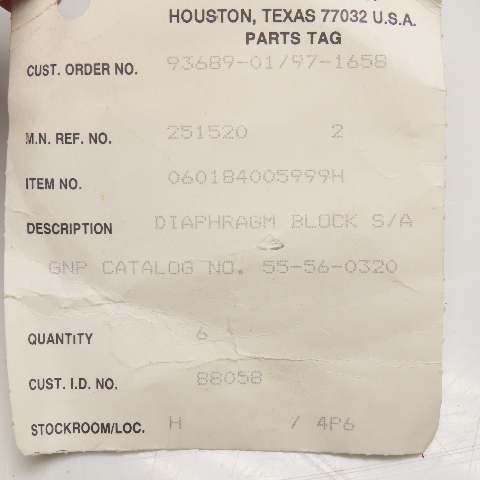 HOUSTON, TEXAS 77032 U.S.A.
PARTS TAG
CUST. ORDER NO. 93689-01/97-1658
M.N. REF. NO. 251520 2
ITEM NO. 060184005999H
DESCRIPTION DIAPHRAGM BLOCK S/A
GNP CATALOG NO. 55-56-0320
QUANTITY 6
CUST. I.D. NO. 88058
STOCKROOM/LOC. H / 4P6